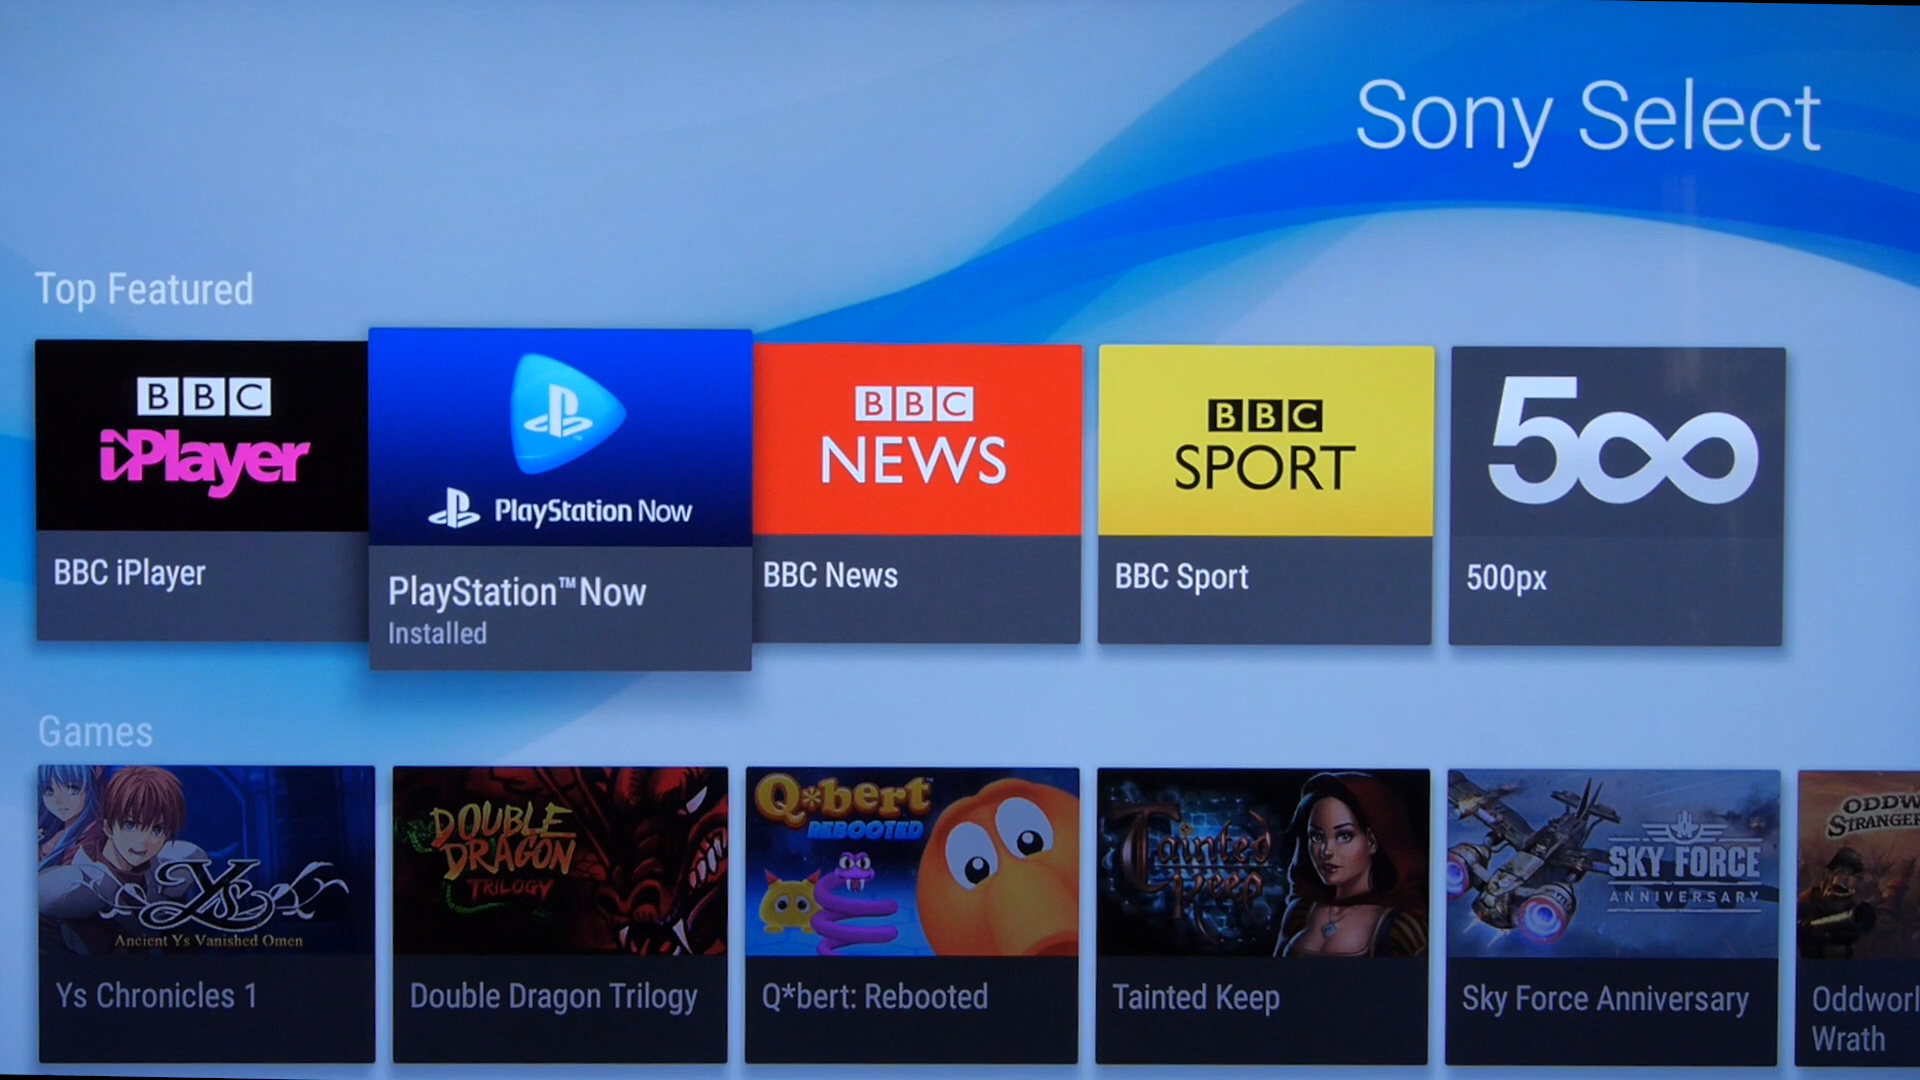 Sony Select
Top Featured
BBC
iPlayer
BBC iPlayer
PlayStation Now
PlayStation™Now
Installed
BBC
NEWS
BBC News
BBC
SPORT
BBC Sport
500
500px
Games
Ys
Ancient Ys Vanished Omen
Ys Chronicles 1
DOUBLE
DRAGON
TRILOGY
Double Dragon Trilogy
Q*bert™
REBOOTED
Q*bert: Rebooted
Tainted
Keep
Tainted Keep
SKY FORCE
ANNIVERSARY
Sky Force Anniversary
ODDW
STRANGER
Oddworl
Wrath